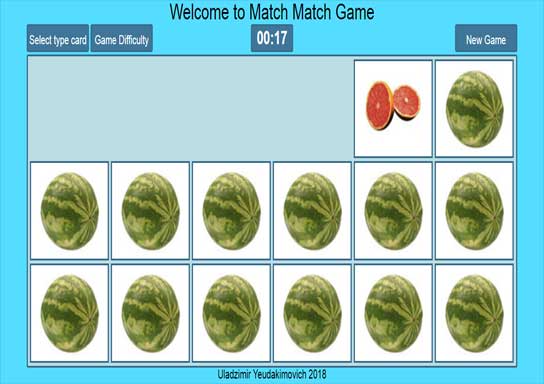 Welcome to Match Match Game
Select type card
Game Difficulty
00:17
New Game
Uladzimir Yeudakimovich 2018